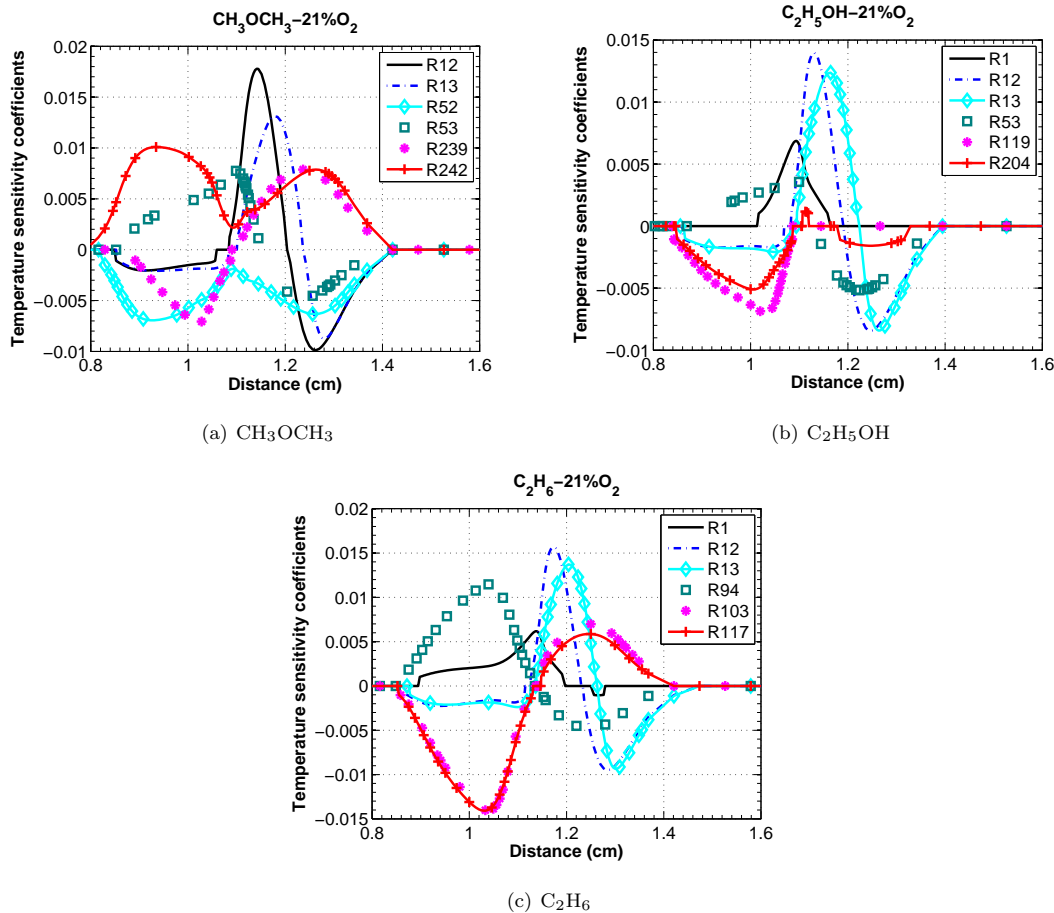 CH₃OCH₃−21%O₂
Temperature sensitivity coefficients
0.02
0.015
0.01
0.005
0
−0.005
−0.01
R12
R13
R52
R53
R239
R242
0.8 1 1.2 1.4 1.6
Distance (cm)
(a) CH₃OCH₃
C₂H₅OH−21%O₂
Temperature sensitivity coefficients
0.015
0.010
0.005
0.000
−0.005
−0.010
R1
R12
R13
R53
R119
R204
0.8 1 1.2 1.4 1.6
Distance (cm)
(b) C₂H₅OH
C₂H₆−21%O₂
Temperature sensitivity coefficients
0.02
0.015
0.01
0.005
0
−0.005
−0.01
−0.015
R1
R12
R13
R94
R103
R117
0.8 1 1.2 1.4 1.6
Distance (cm)
(c) C₂H₆